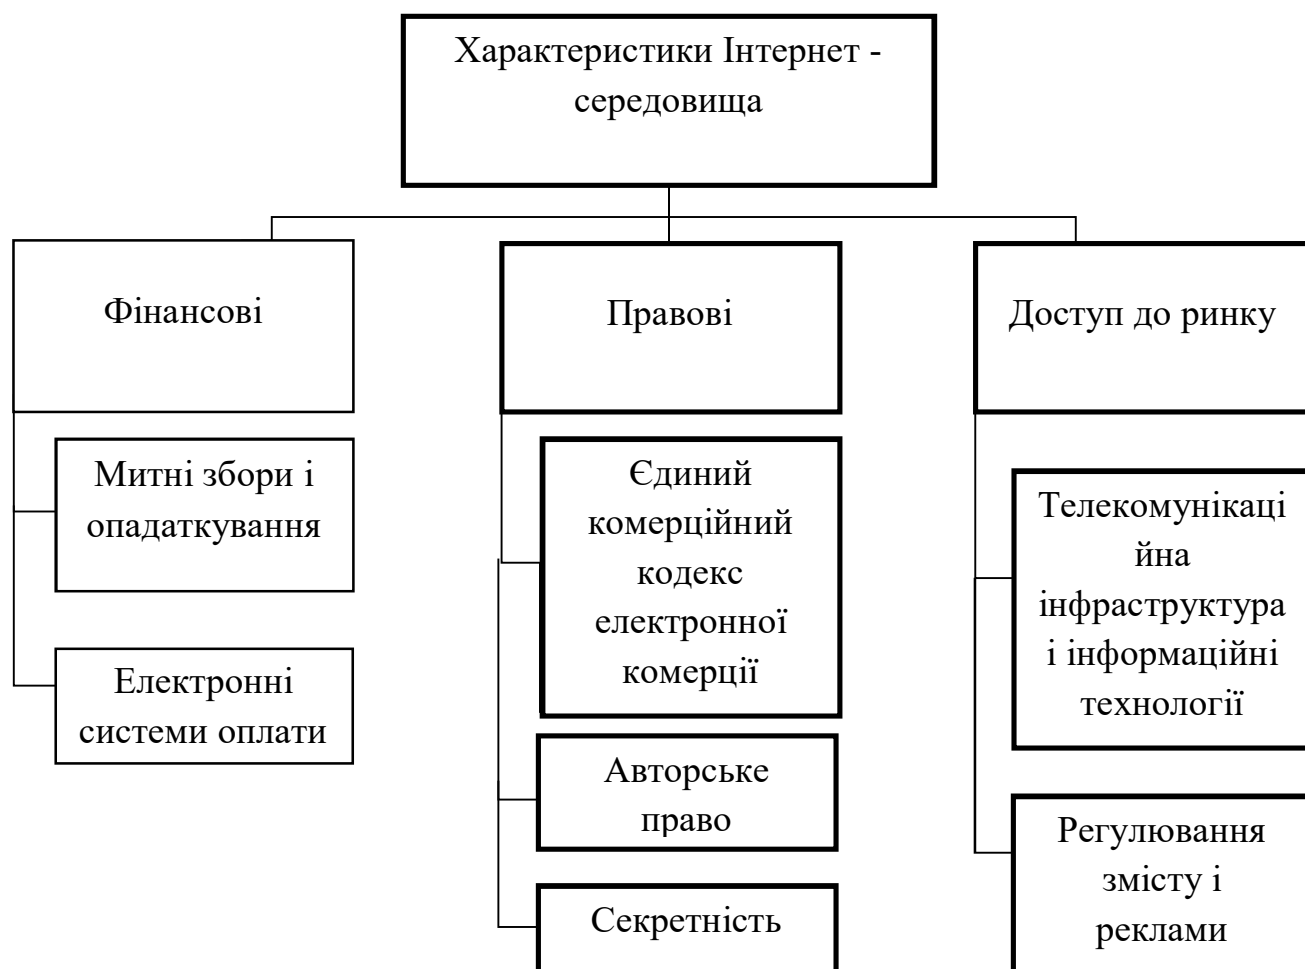 Характеристики Інтернет -
середовища
Фінансові
Правові
Доступ до ринку
Митні збори і
опадаткування
Електронні
системи оплати
Єдиний
комерційний
кодекс
електронної
комерції
Авторське
право
Секретність
Телекомунікаці
йна
інфраструктура
і інформаційні
технології
Регулювання
змісту і
реклами